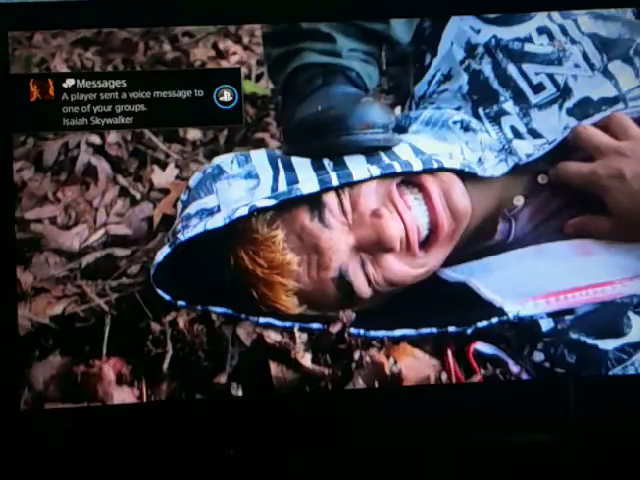 Messages
A player sent a voice message to
one of your groups.
Isaiah Skywalker